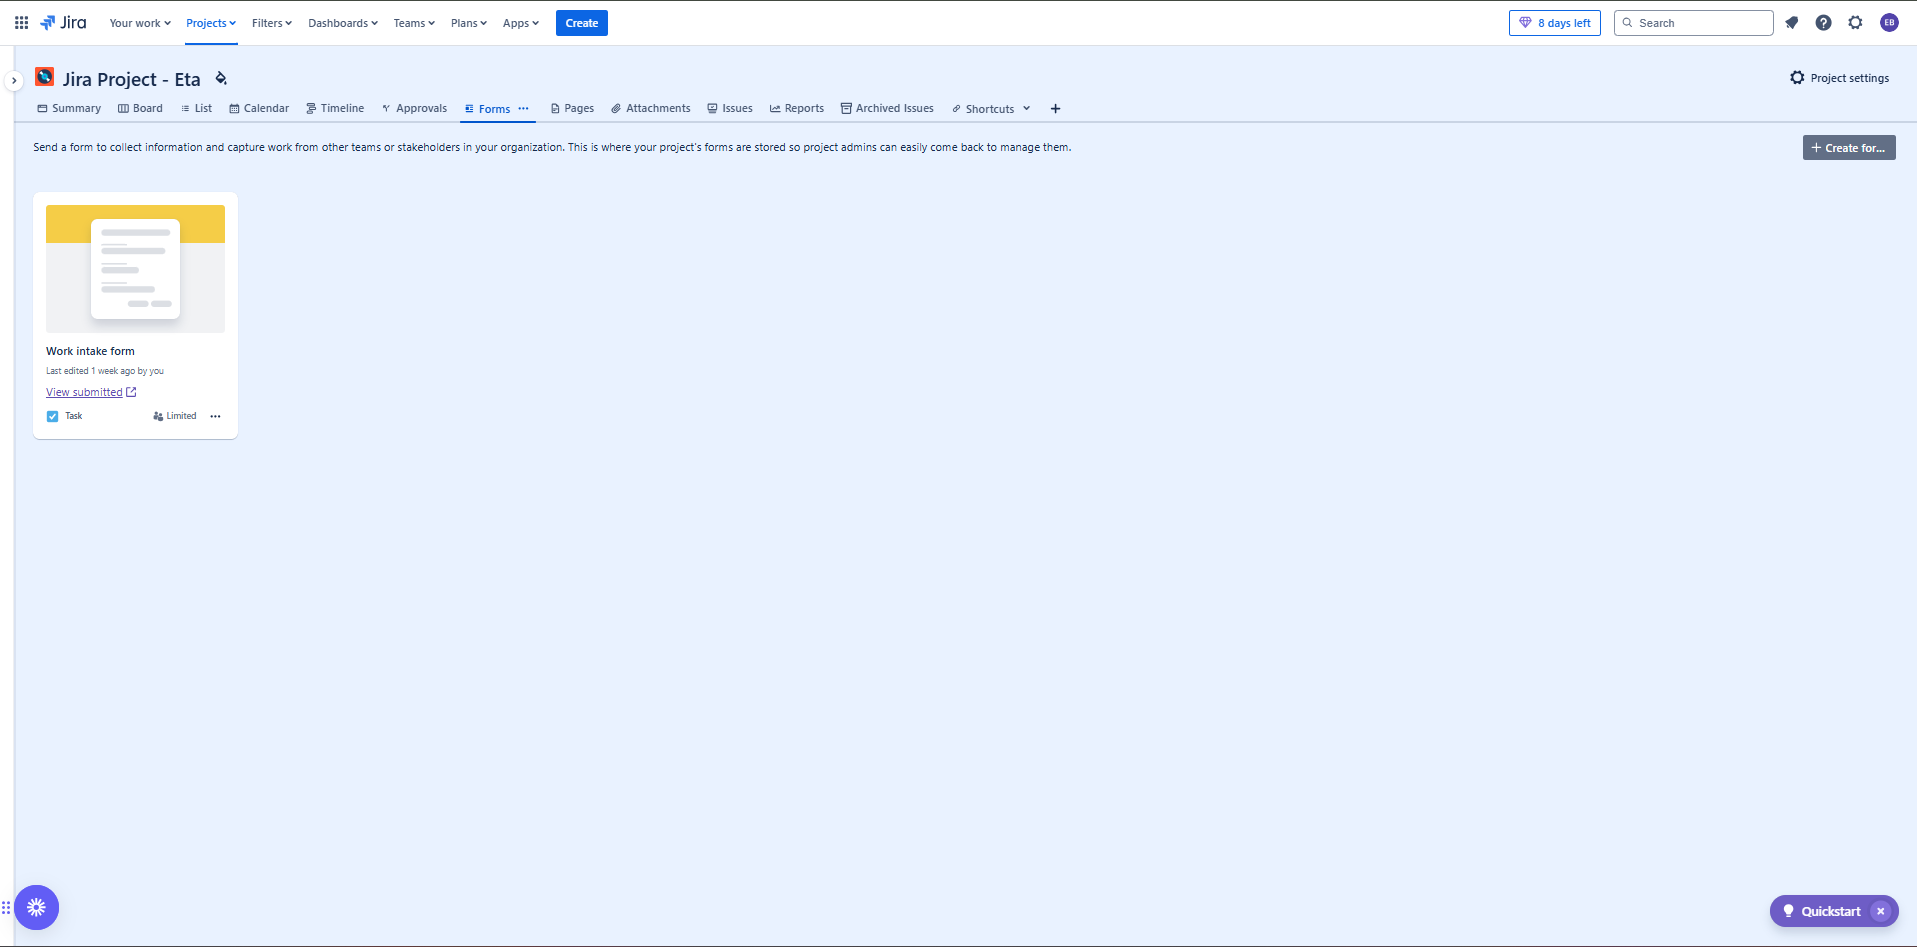 Jira Your work Projects Filters Dashboards Teams Plans Apps Create 8 days left Search EB
Jira Project - Eta Project settings
Summary Board List Calendar Timeline Approvals Forms Pages Attachments Issues Reports Archived Issues Shortcuts
Send a form to collect information and capture work from other teams or stakeholders in your organization. This is where your project's forms are stored so project admins can easily come back to manage them. Create for...
Work intake form
Last edited 1 week ago by you
View submitted
Task Limited
Quickstart